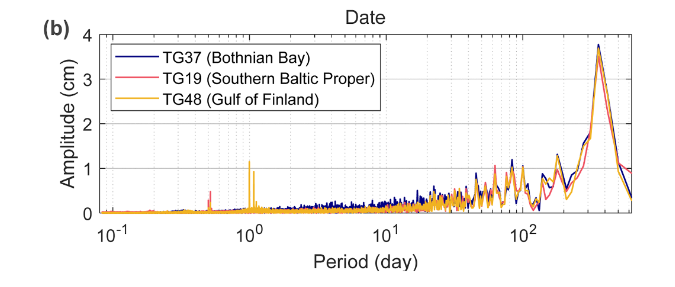 Date
(b)
4
3
2
1
0
Amplitude (cm)
TG37 (Bothnian Bay)
TG19 (Southern Baltic Proper)
TG48 (Gulf of Finland)
10⁻¹ 10⁰ 10¹ 10²
Period (day)